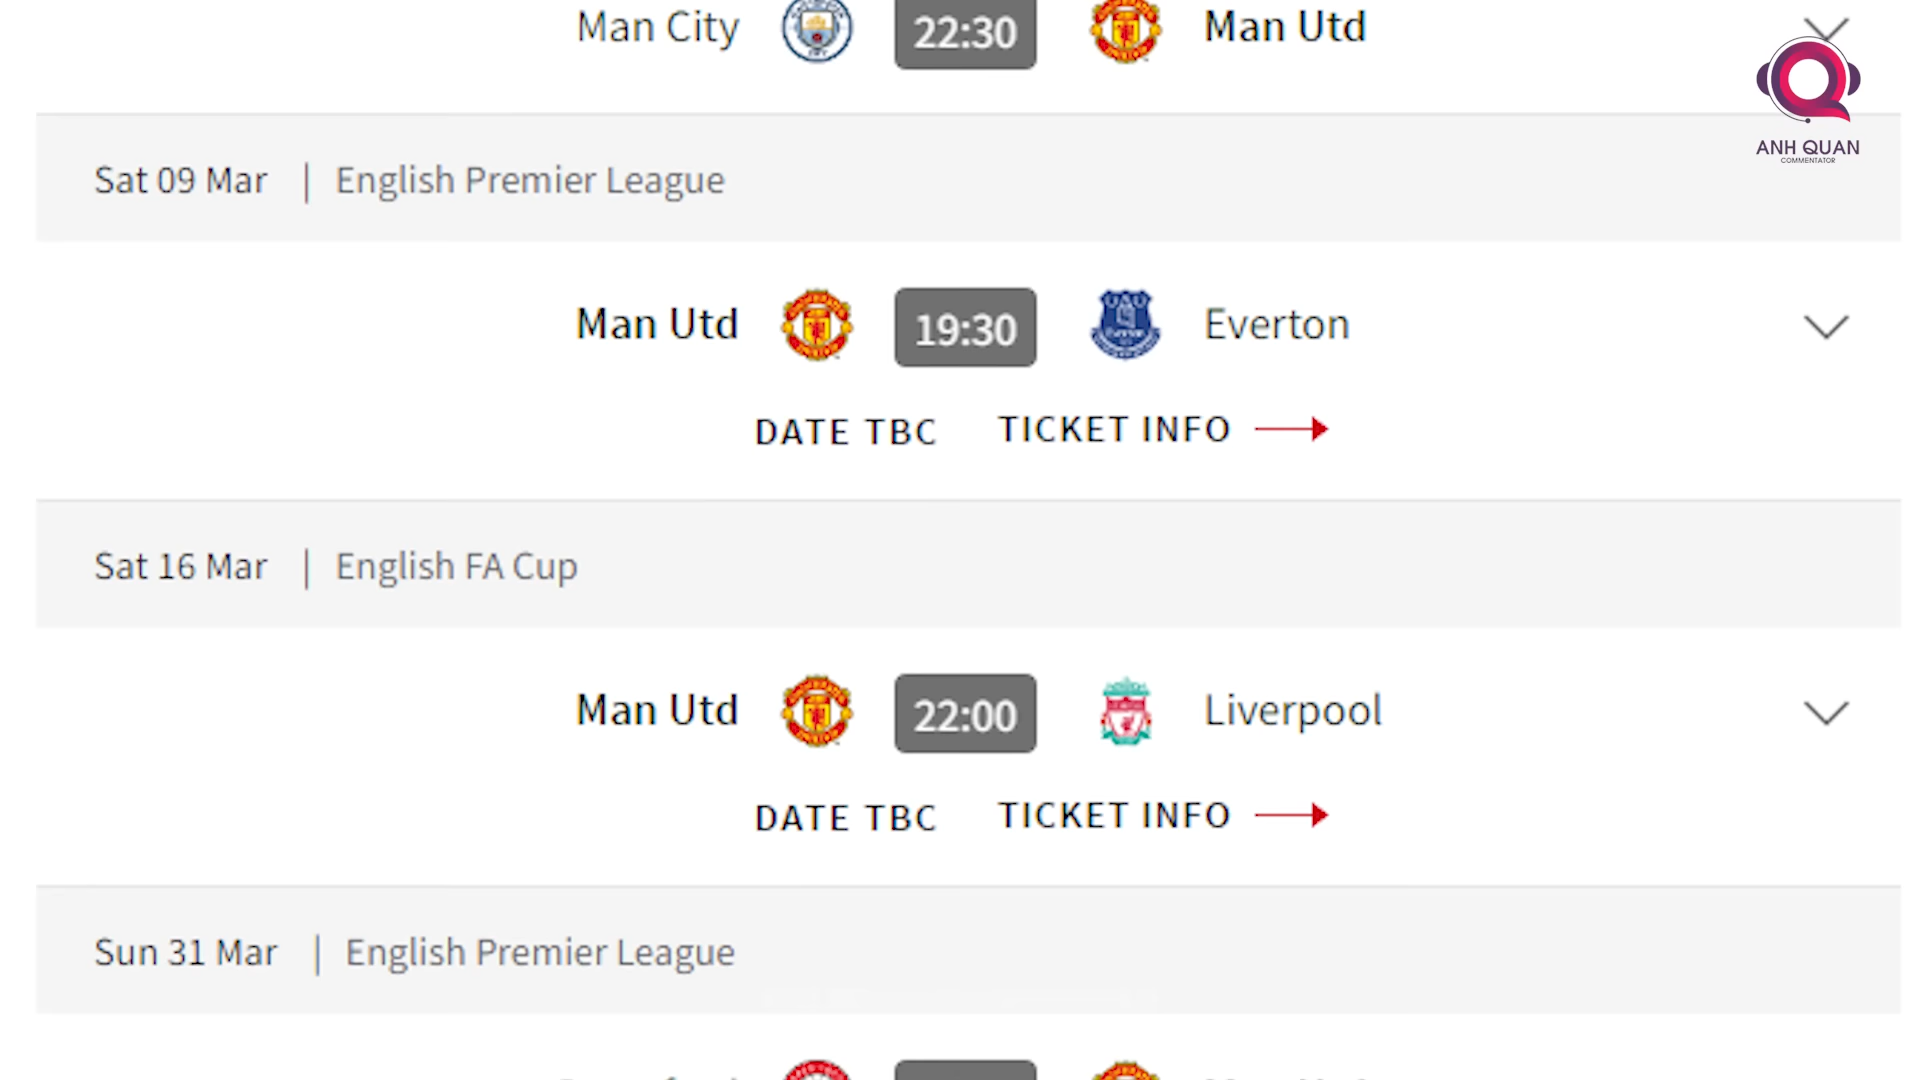 Man City 22:30 Man Utd
ANH QUAN
COMMENTATOR
Sat 09 Mar | English Premier League
Man Utd 19:30 Everton
DATE TBC TICKET INFO
Sat 16 Mar | English FA Cup
Man Utd 22:00 Liverpool
DATE TBC TICKET INFO
Sun 31 Mar | English Premier League